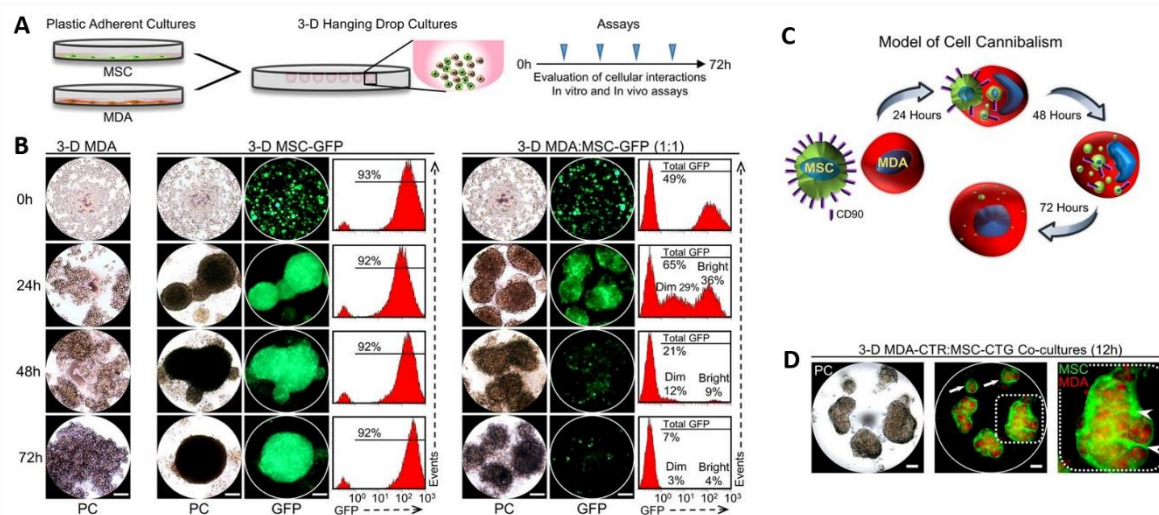 A
Plastic Adherent Cultures
MSC
MDA
3-D Hanging Drop Cultures
Assays
0h
72h
Evaluation of cellular interactions
In vitro and In vivo assays
B
3-D MDA
3-D MSC-GFP
3-D MDA:MSC-GFP (1:1)
0h
93%
Total GFP
49%
24h
92%
Total GFP
65%
Bright
36%
Dim 29%
48h
92%
Total GFP
21%
Dim
12%
Bright
9%
72h
92%
Total GFP
7%
Dim
3%
Bright
4%
Events
Events
10⁰ 10² 10³
10⁰ 10² 10³
PC
PC
GFP
GFP
PC
GFP
GFP
C
Model of Cell Cannibalism
24 Hours
48 Hours
MSC
MDA
CD90
72 Hours
D
3-D MDA-CTR:MSC-CTG Co-cultures (12h)
PC
MSC
MDA